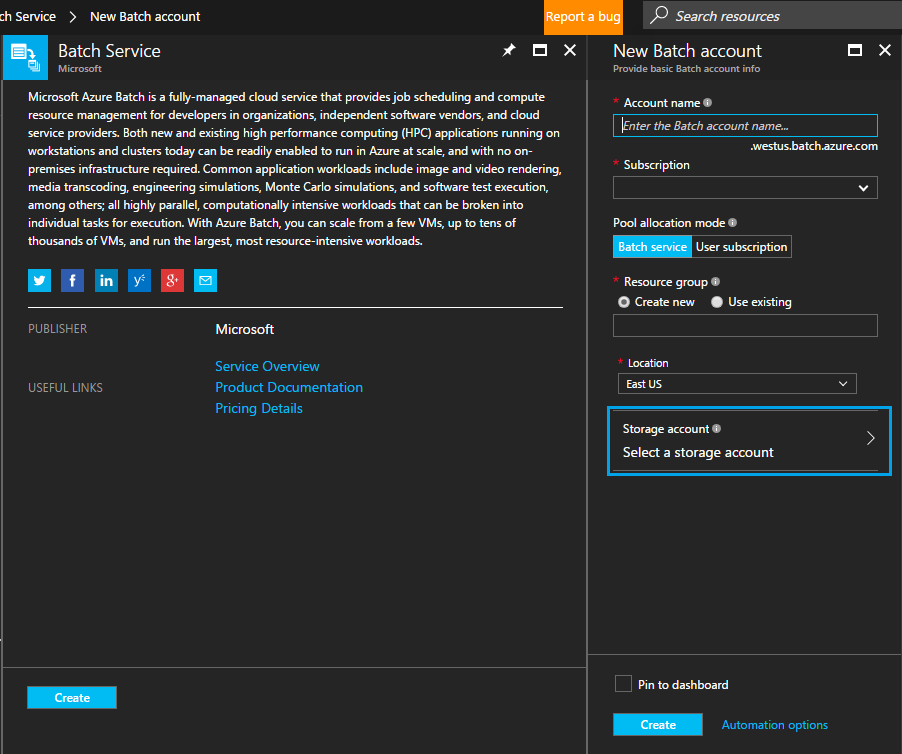 ch Service > New Batch account
Report a bug
Search resources
Batch Service
Microsoft
Microsoft Azure Batch is a fully-managed cloud service that provides job scheduling and compute
resource management for developers in organizations, independent software vendors, and cloud
service providers. Both new and existing high performance computing (HPC) applications running on
workstations and clusters today can be readily enabled to run in Azure at scale, and with no on-
premises infrastructure required. Common application workloads include image and video rendering,
media transcoding, engineering simulations, Monte Carlo simulations, and software test execution,
among others; all highly parallel, computationally intensive workloads that can be broken into
individual tasks for execution. With Azure Batch, you can scale from a few VMs, up to tens of
thousands of VMs, and run the largest, most resource-intensive workloads.
PUBLISHER
Microsoft
USEFUL LINKS
Service Overview
Product Documentation
Pricing Details
Create
New Batch account
Provide basic Batch account info
* Account name
Enter the Batch account name...
.westus.batch.azure.com
* Subscription
Pool allocation mode
Batch service User subscription
* Resource group
Create new Use existing
* Location
East US
Storage account
Select a storage account
Pin to dashboard
Create Automation options